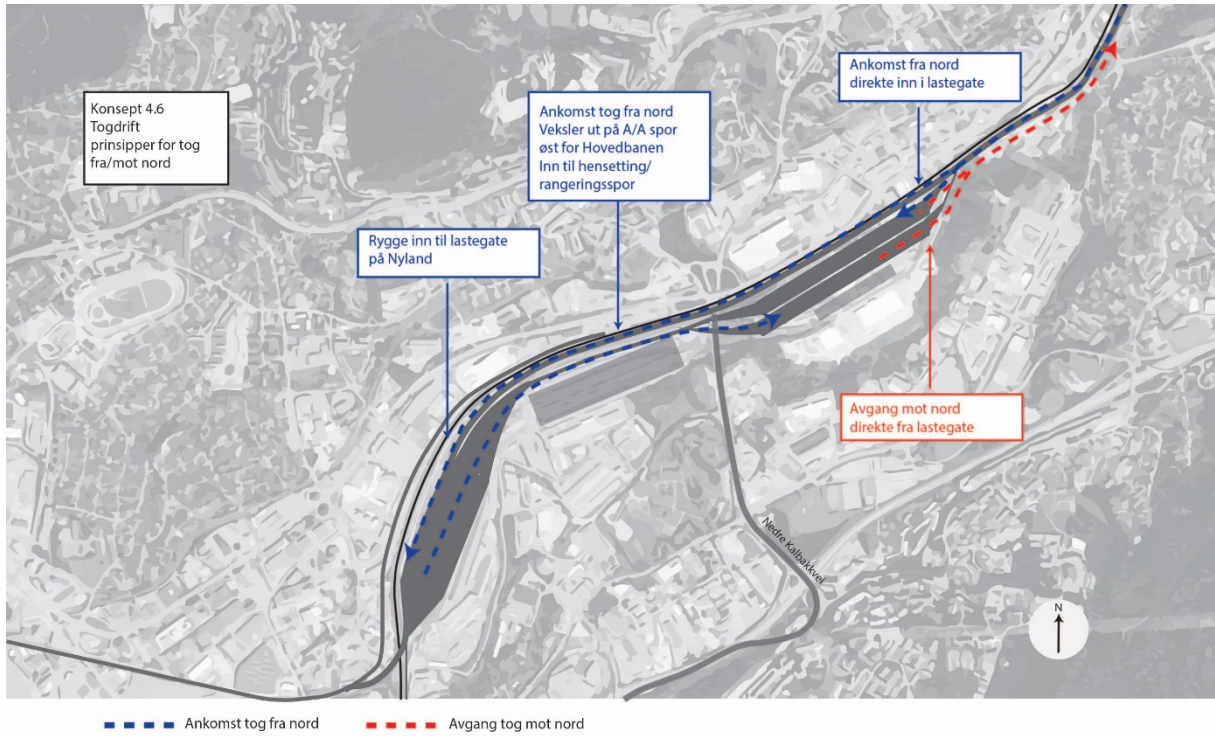 Konsept 4.6
Togdrift
prinsipper for tog
fra/mot nord
Ankomst tog fra nord
Veksler ut på A/A spor
øst for Hovedbanen
Inn til hensetting/
rangeringsspor
Ankomst fra nord
direkte inn i lastegate
Rygge inn til lastegate
på Nyland
Avgang mot nord
direkte fra lastegate
Nedre Kalbakkvei
N
Ankomst tog fra nord
Avgang tog mot nord